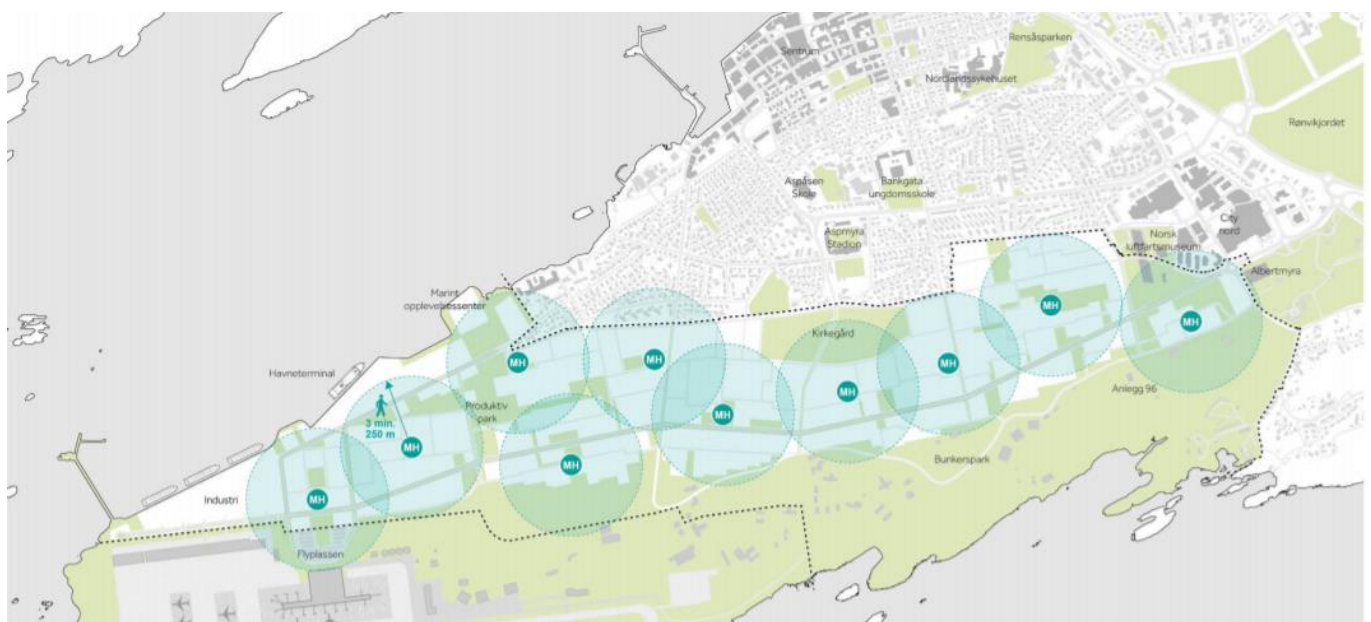 Rensåsparken
Sentrum
Nordlandssykehuset
Rønvikjordet
Aspåsen
Skole
Bankgata
ungdomsskole
City
nord
Aspmyra
Stadion
Norsk
luftfartsmuseum
Albertmyra
Marint
opplevelsessenter
Kirkegård
MH
MH
MH
MH
MH
MH
MH
MH
MH
MH
Havneterminal
3 min.
250 m
Produktiv
park
Anlegg 96
Bunkerspark
Industri
Flyplassen